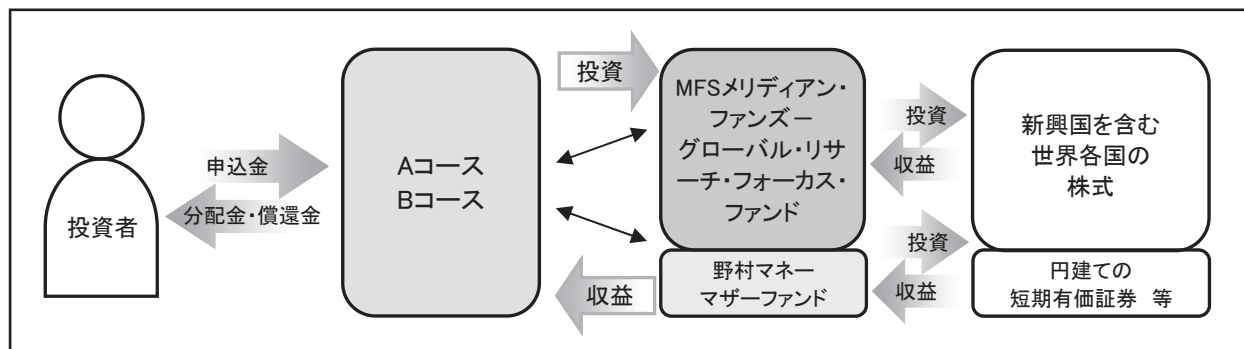 投資者
申込金
分配金・償還金
Aコース
Bコース
投資
収益
MFSメリディアン・
ファンズ－
グローバル・リサ
ーチ・フォーカス・
ファンド
野村マネー
マザーファンド
投資
収益
投資
収益
新興国を含む
世界各国の
株式
円建ての
短期有価証券 等